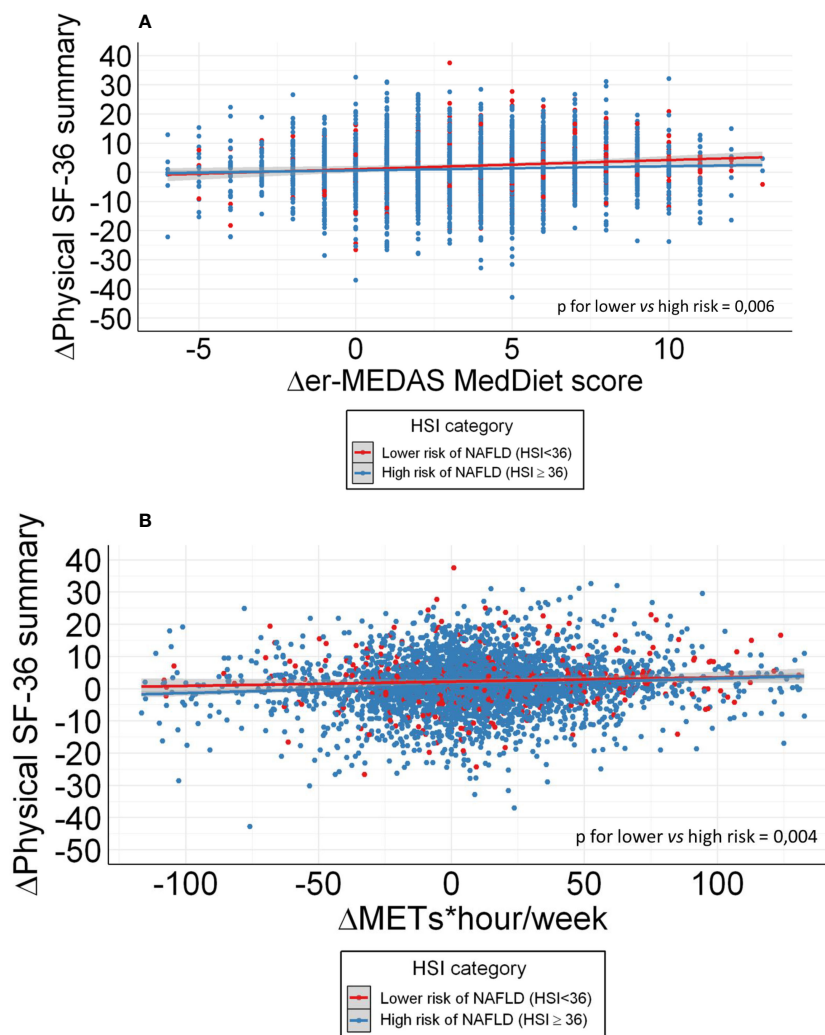 A
ΔPhysical SF-36 summary
40
30
20
10
0
-10
-20
-30
-40
-50
p for lower vs high risk = 0,006
-5 0 5 10
Δer-MEDAS MedDiet score
HSI category
Lower risk of NAFLD (HSI<36)
High risk of NAFLD (HSI ≥ 36)
B
ΔPhysical SF-36 summary
40
30
20
10
0
-10
-20
-30
-40
-50
p for lower vs high risk = 0,004
-100 -50 0 50 100
ΔMETs*hour/week
HSI category
Lower risk of NAFLD (HSI<36)
High risk of NAFLD (HSI ≥ 36)